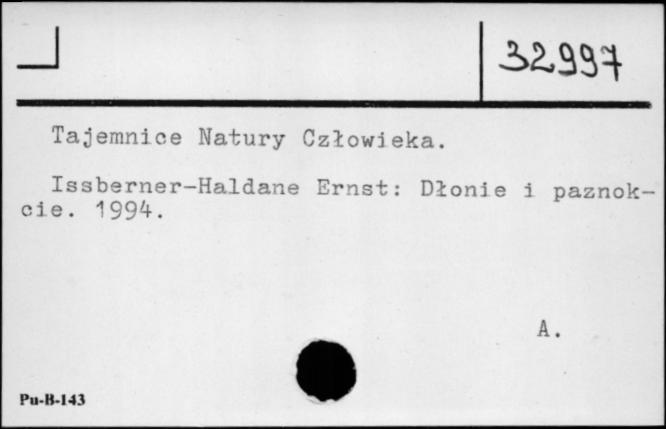 32997
Tajemnice Natury Człowieka.
Issberner-Haldane Ernst: Dłonie i paznok-
cie. 1994.
A.
Pu-B-143